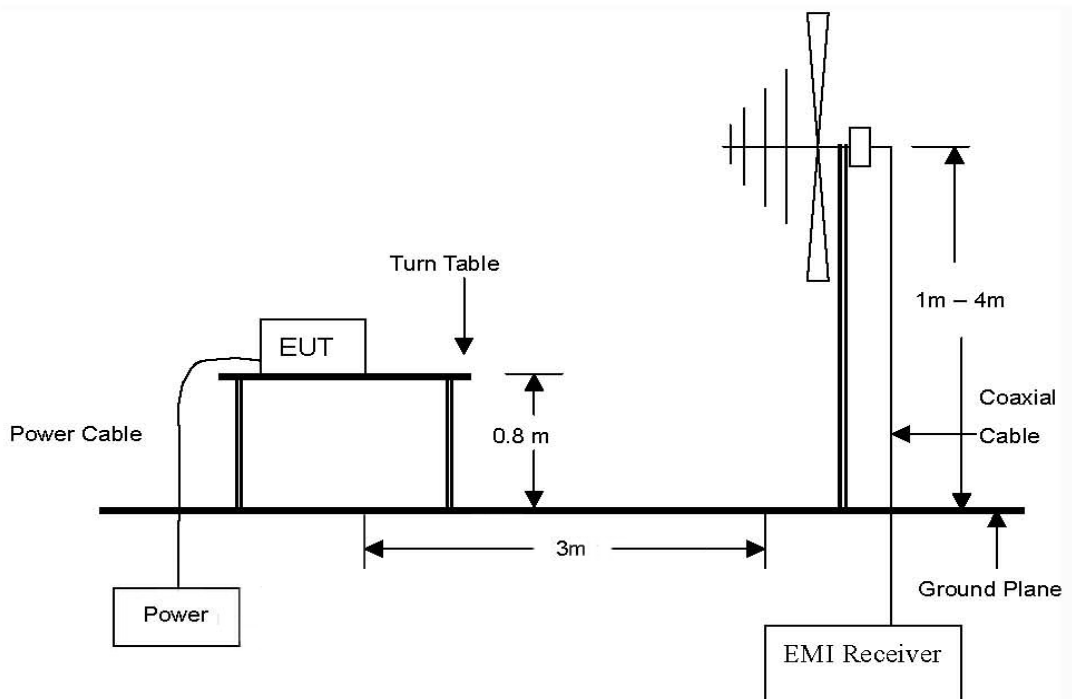 Turn Table
EUT
1m – 4m
Power Cable
0.8 m
Coaxial
Cable
3m
Ground Plane
Power
EMI Receiver